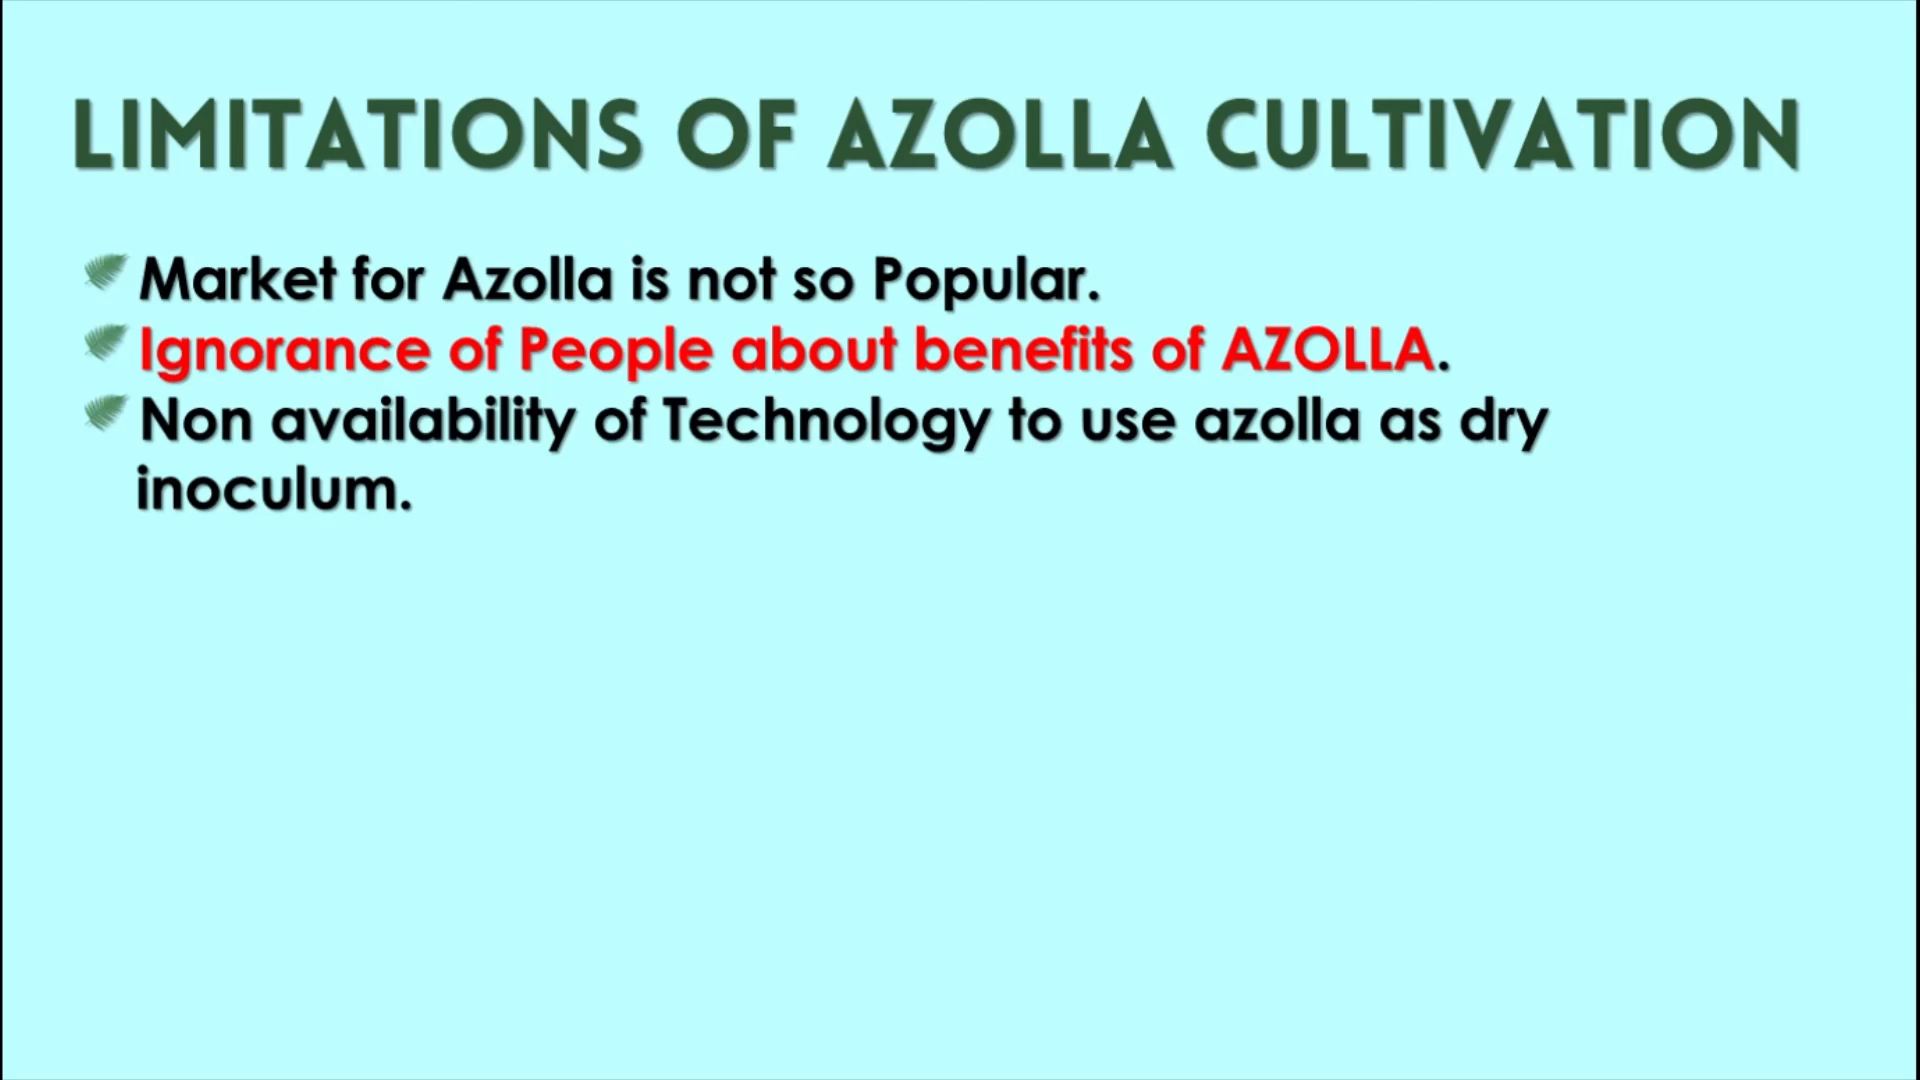 LIMITATIONS OF AZOLLA CULTIVATION
Market for Azolla is not so Popular.
Ignorance of People about benefits of AZOLLA.
Non availability of Technology to use azolla as dry
inoculum.